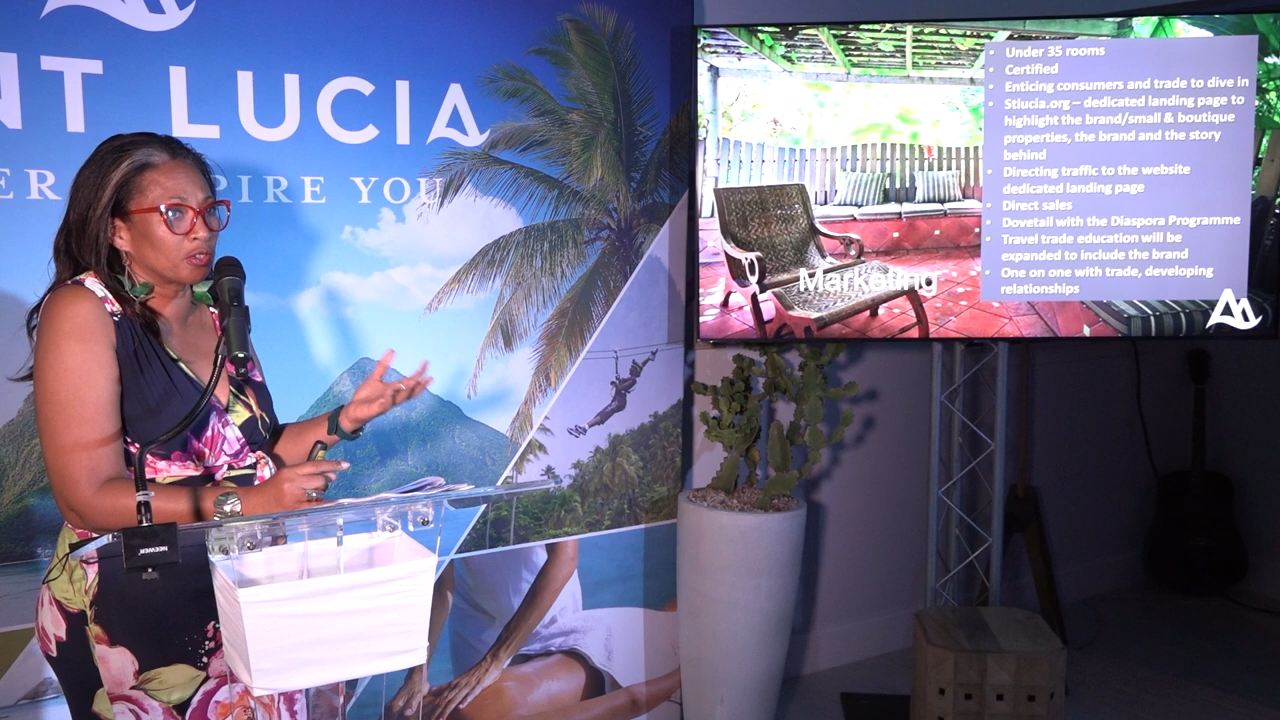 NT LUCIA
ER
PIRE YOU
• Under 35 rooms
• Certified
• Enticing consumers and trade to dive in
• Stlucia.org – dedicated landing page to
highlight the brand/small & boutique
properties, the brand and the story
behind
• Directing traffic to the website
dedicated landing page
• Direct sales
• Dovetail with the Diaspora Programme
• Travel trade education will be
expanded to include the brand
• One on one with trade, developing
relationships
Marketing
NEEWER